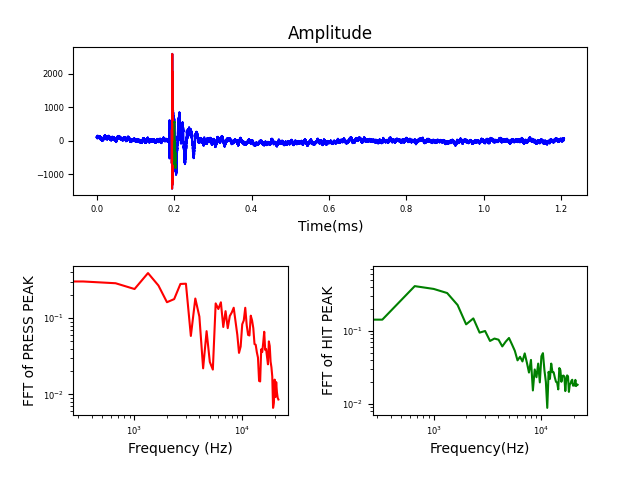 Amplitude
2000
1000
0
−1000
0.0 0.2 0.4 0.6 0.8 1.0 1.2
Time(ms)
FFT of PRESS PEAK
10⁻¹
10⁻²
10³ 10⁴
Frequency (Hz)
FFT of HIT PEAK
10⁻¹
10⁻²
10³ 10⁴
Frequency(Hz)